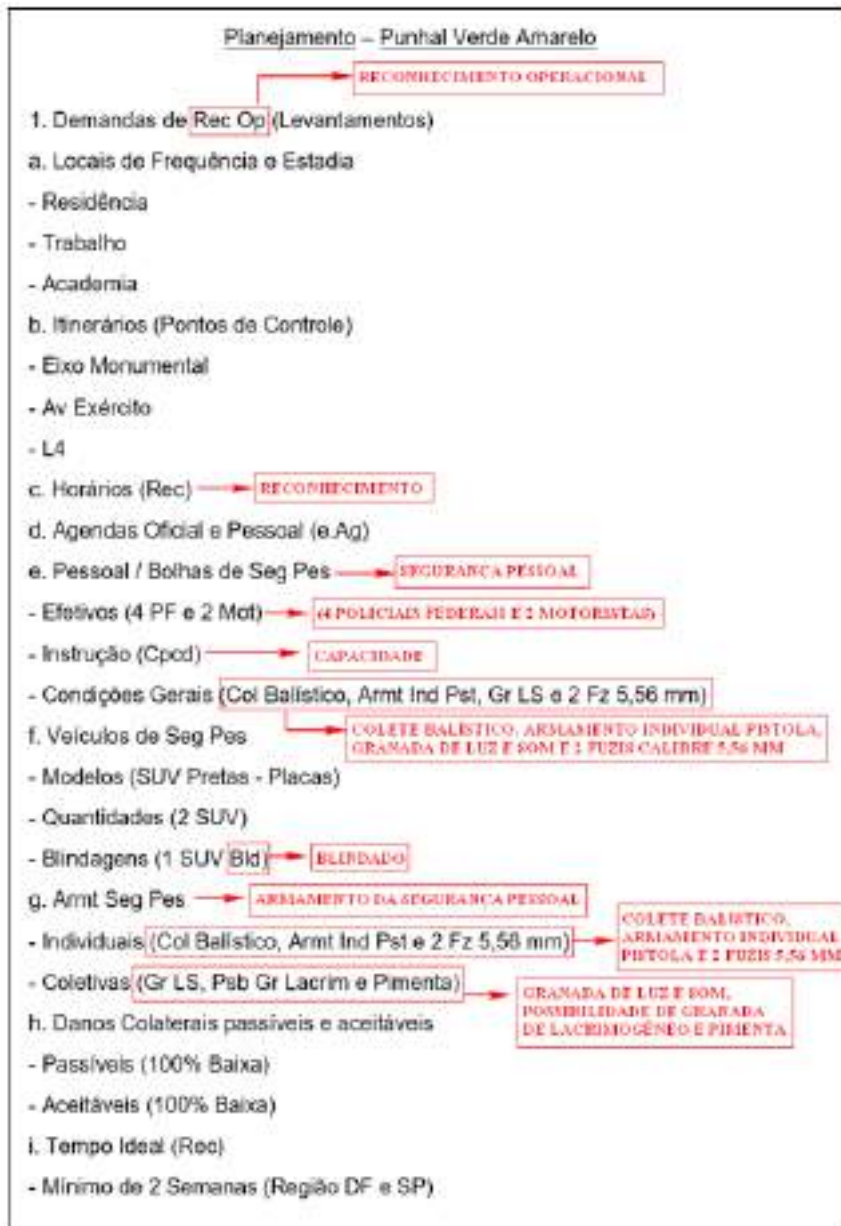 Planejamento – Punhal Verde Amarelo
RECONHECIMENTO OPERACIONAL
1. Demandas de Rec Op (Levantamentos)
a. Locais de Frequência e Estadia
- Residência
- Trabalho
- Academia
b. Itinerários (Pontos de Controle)
- Eixo Monumental
- Av Exército
- L4
c. Horários (Rec) RECONHECIMENTO
d. Agendas Oficial e Pessoal (e.Ag)
e. Pessoal / Bolhas de Seg Pes SEGURANÇA PESSOAL
- Efetivos (4 PF e 2 Mot) (4 POLICIAIS FEDERAIS E 2 MOTORISTAS)
- Instrução (Cpcd) CAPACIDADE
- Condições Gerais (Col Balístico, Armt Ind Pst, Gr LS e 2 Fz 5,56 mm)
COLETE BALÍSTICO, ARMAMENTO INDIVIDUAL PISTOLA,
GRANADA DE LUZ E SOM E 2 FUZIS CALIBRE 5,56 MM
f. Veículos de Seg Pes
- Modelos (SUV Pretas - Placas)
- Quantidades (2 SUV)
- Blindagens (1 SUV Bld) BLINDADO
g. Armt Seg Pes ARMAMENTO DA SEGURANÇA PESSOAL
- Individuais (Col Balístico, Armt Ind Pst e 2 Fz 5,56 mm)
COLETE BALÍSTICO,
ARMAMENTO INDIVIDUAL
PISTOLA E 2 FUZIS 5,56 MM
- Coletivas (Gr LS, Psb Gr Lacrim e Pimenta)
GRANADA DE LUZ E SOM,
POSSIBILIDADE DE GRANADA
DE LACRIMOGÊNEO E PIMENTA
h. Danos Colaterais passíveis e aceitáveis
- Passíveis (100% Baixa)
- Aceitáveis (100% Baixa)
i. Tempo Ideal (Rec)
- Mínimo de 2 Semanas (Região DF e SP)